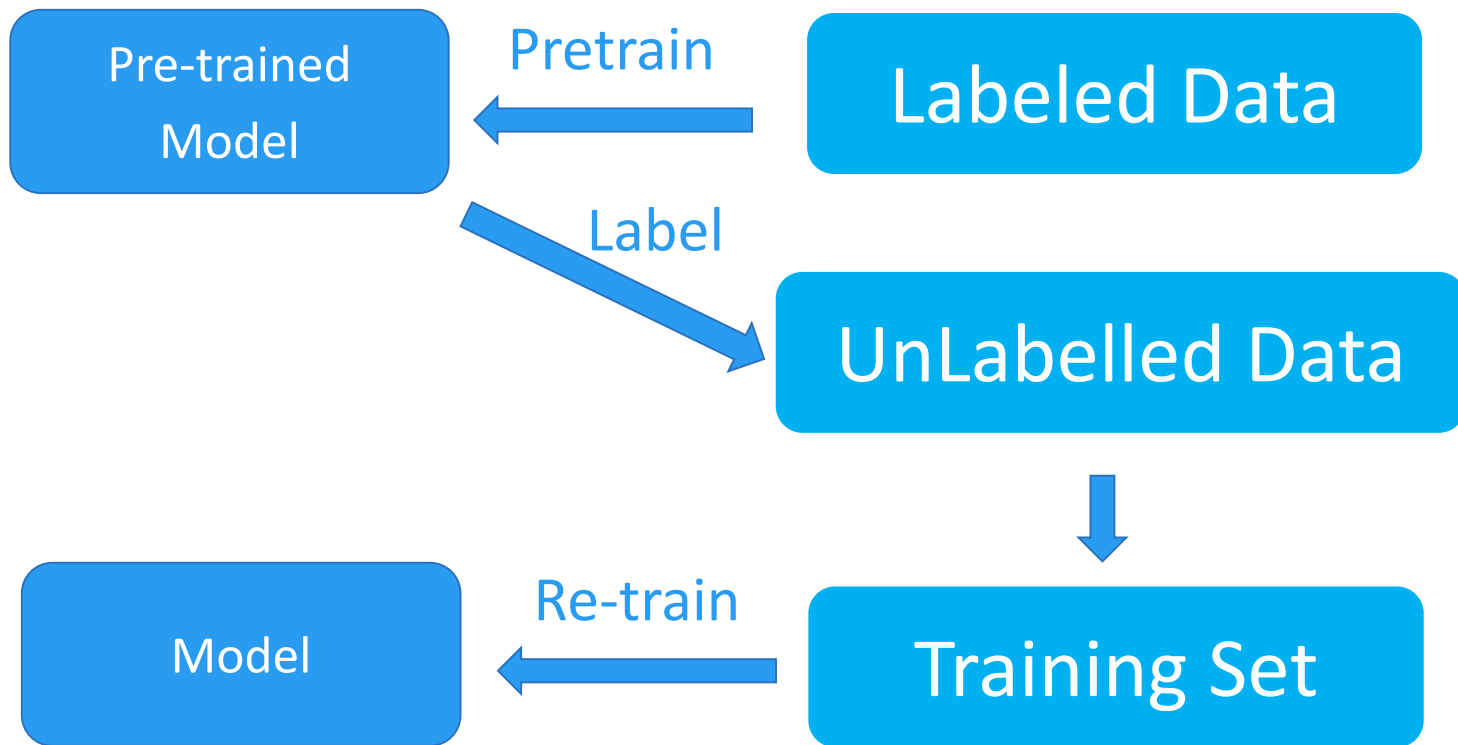 Pre-trained
Model
Pretrain
Labeled Data
Label
UnLabelled Data
Model
Re-train
Training Set